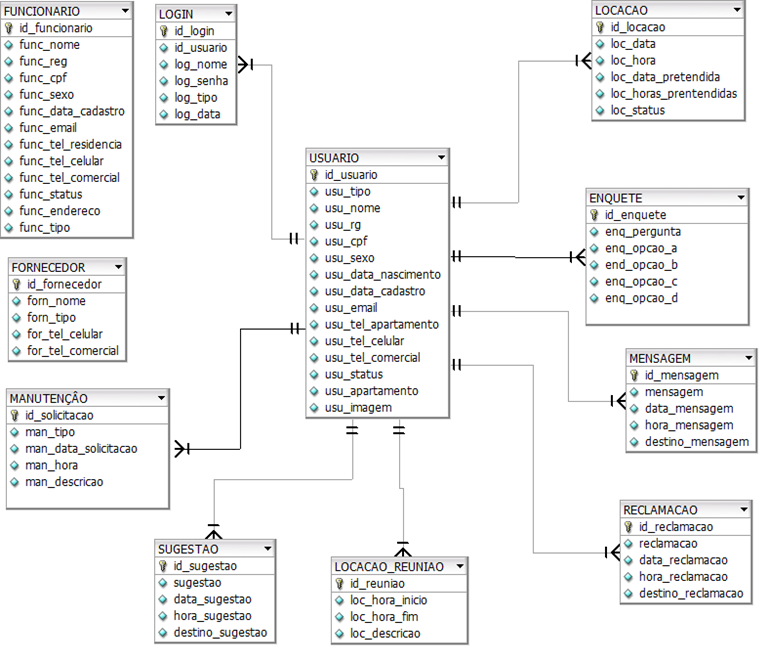 FUNCIONARIO
id_funcionario
func_nome
func_reg
func_cpf
func_sexo
func_data_cadastro
func_email
func_tel_residencia
func_tel_celular
func_tel_comercial
func_status
func_endereco
func_tipo
LOGIN
id_login
id_usuario
log_nome
log_senha
log_tipo
log_data
LOCACAO
id_locacao
loc_data
loc_hora
loc_data_pretendida
loc_horas_prentendidas
loc_status
USUARIO
id_usuario
usu_tipo
usu_nome
usu_rg
usu_cpf
usu_sexo
usu_data_nascimento
usu_data_cadastro
usu_email
usu_tel_apartamento
usu_tel_celular
usu_tel_comercial
usu_status
usu_apartamento
usu_imagem
ENQUETE
id_enquete
enq_pergunta
enq_opcao_a
end_opcao_b
enq_opcao_c
enq_opcao_d
FORNECEDOR
id_fornecedor
forn_nome
forn_tipo
for_tel_celular
for_tel_comercial
MENSAGEM
id_mensagem
mensagem
data_mensagem
hora_mensagem
destino_mensagem
MANUTENÇÂO
id_solicitacao
man_tipo
man_data_solicitacao
man_hora
man_descricao
RECLAMACAO
id_reclamacao
reclamacao
data_reclamacao
hora_reclamacao
destino_reclamacao
SUGESTAO
id_sugestao
sugestao
data_sugestao
hora_sugestao
destino_sugestao
LOCACAO_REUNIAO
id_reuniao
loc_hora_inicio
loc_hora_fim
loc_descricao